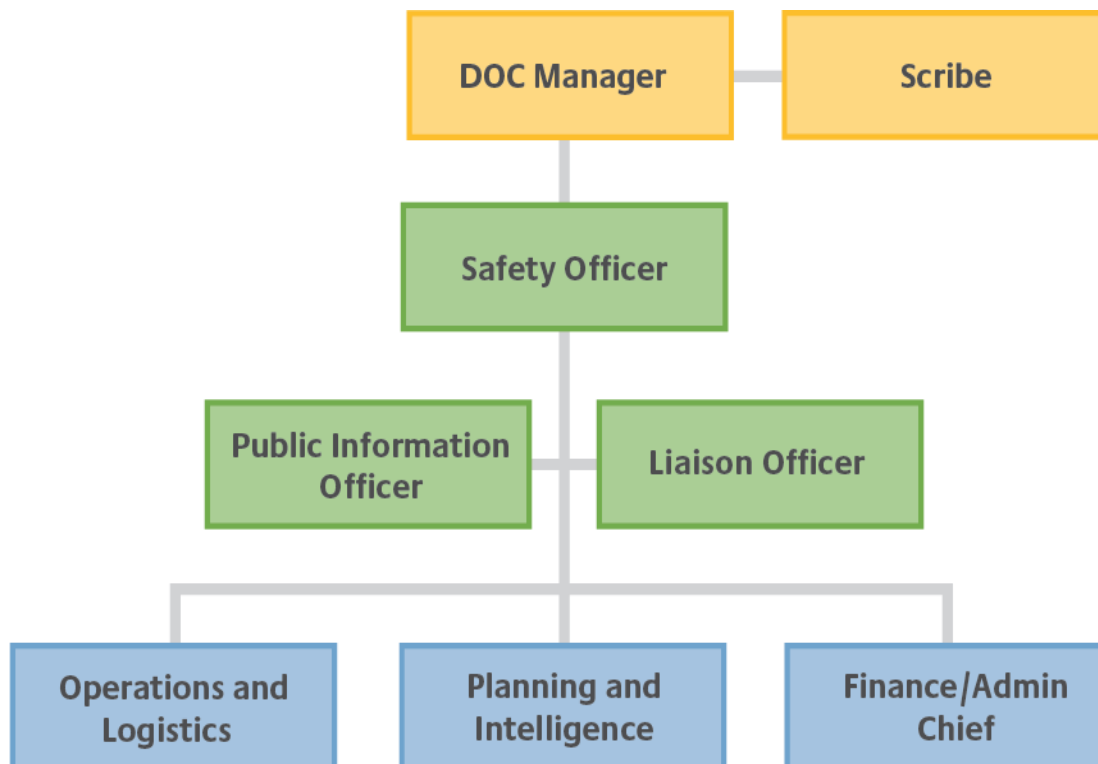 DOC Manager
Scribe
Safety Officer
Public Information
Officer
Liaison Officer
Operations and
Logistics
Planning and
Intelligence
Finance/Admin
Chief